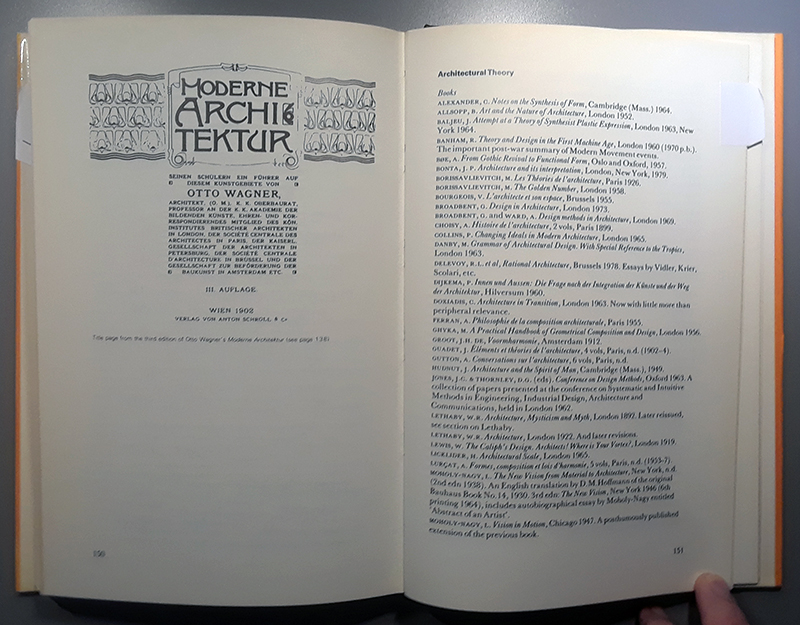 MODERNE
ARCHI
TEKTUR
SEINEN SCHÜLERN EIN FÜHRER AUF
DIESEM KUNSTGEBIETE VON
OTTO WAGNER,
ARCHITEKT, (O. M.), K. K. OBERBAURAT,
PROFESSOR AN DER K. K. AKADEMIE DER
BILDENDEN KÜNSTE, EHREN- UND KOR-
RESPONDIERENDES MITGLIED DES KÖN.
INSTITUTES BRITISCHER ARCHITEKTEN
IN LONDON, DER SOCIÉTÉ CENTRALE DES
ARCHITECTES IN PARIS, DER KAISERL.
GESELLSCHAFT DER ARCHITEKTEN IN
PETERSBURG, DER SOCIÉTÉ CENTRALE
D'ARCHITECTURE IN BRÜSSEL UND DER
GESELLSCHAFT ZUR BEFÖRDERUNG DER
BAUKUNST IN AMSTERDAM ETC.
III. AUFLAGE.
WIEN 1902
VERLAG VON ANTON SCHROLL & Co
Title page from the third edition of Otto Wagner's Moderne Architektur (see page 138)
150
Architectural Theory
Books
ALEXANDER, C. Notes on the Synthesis of Form, Cambridge (Mass.) 1964.
ALLSOPP, B. Art and the Nature of Architecture, London 1952.
BALJEU, J. Attempt at a Theory of Synthesist Plastic Expression, London 1963, New
York 1964.
BANHAM, R. Theory and Design in the First Machine Age, London 1960 (1970 p.b.).
The important post-war summary of Modern Movement events.
BØE, A. From Gothic Revival to Functional Form, Oslo and Oxford, 1957.
BONTA, J. P. Architecture and its interpretation, London, New York, 1979.
BORISSAVLIEVITCH, M. Les Théories de l'architecture, Paris 1926.
BORISSAVLIEVITCH, M. The Golden Number, London 1958.
BOURGEOIS, V. L'architecte et son espace, Brussels 1955.
BROADBENT, G. Design in Architecture, London 1973.
BROADBENT, G. and WARD, A. Design methods in Architecture, London 1969.
CHOISY, A. Histoire de l'architecture, 2 vols, Paris 1899.
COLLINS, P. Changing Ideals in Modern Architecture, London 1965.
DANBY, M. Grammar of Architectural Design. With Special Reference to the Tropics,
London 1963.
DELEVOY, R.L. et al, Rational Architecture, Brussels 1978. Essays by Vidler, Krier,
Scolari, etc.
DIJKEMA, P. Innen und Aussen: Die Frage nach der Integration der Künste und der Weg
der Architektur, Hilversum 1960.
DOXIADIS, C. Architecture in Transition, London 1963. Now with little more than
peripheral relevance.
FERRAN, A. Philosophie de la composition architecturale, Paris 1955.
GHYKA, M. A Practical Handbook of Geometrical Composition and Design, London 1956.
GROOT, J.H. DE, Voormharmonie, Amsterdam 1912.
GUADET, J. Éléments et théories de l'architecture, 4 vols, Paris, n.d. (1902-4).
GUTTON, A. Conversations sur l'architecture, 6 vols, Paris, n.d.
HUDNUT, J. Architecture and the Spirit of Man, Cambridge (Mass.), 1949.
JONES, J.C. & THORNLEY, D.G. (eds). Conference on Design Methods, Oxford 1963. A
collection of papers presented at the conference on Systematic and Intuitive
Methods in Engineering, Industrial Design, Architecture and
Communications, held in London 1962.
LETHABY, W.R. Architecture, Mysticism and Myth, London 1892. Later reissued,
see section on Lethaby.
LETHABY, W.R. Architecture, London 1922. And later revisions.
LEWIS, W. The Caliph's Design. Architects! Where is Your Vortex?, London 1919.
LICKLIDER, H. Architectural Scale, London 1965.
LURÇAT, A. Formes, composition et lois d'harmonie, 5 vols, Paris, n.d. (1953-7).
MOHOLY-NAGY, L. The New Vision from Material to Architecture, New York, n.d.
(2nd edn 1938). An English translation by D.M. Hoffmann of the original
Bauhaus Book No. 14, 1930. 3rd edn: The New Vision, New York 1946 (6th
printing 1964), includes autobiographical essay by Moholy-Nagy entitled
'Abstract of an Artist'.
MOHOLY-NAGY, L. Vision in Motion, Chicago 1947. A posthumously published
extension of the previous book.
151